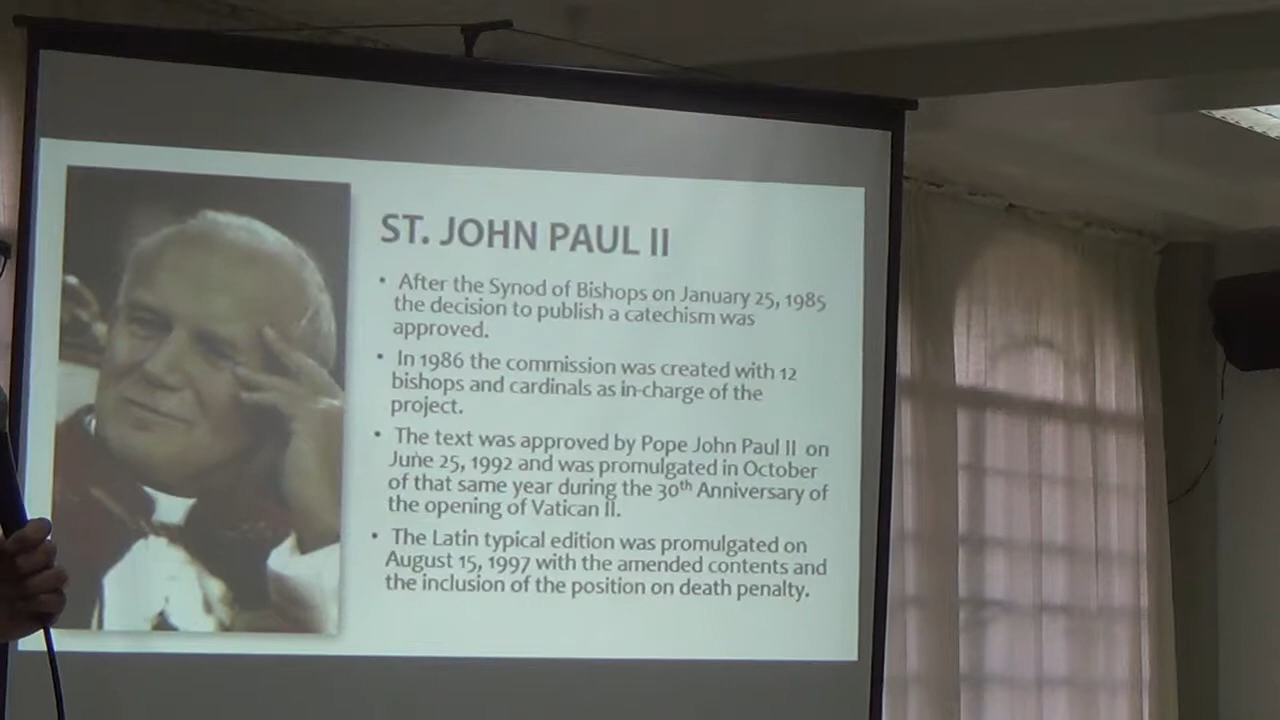 ST. JOHN PAUL II
• After the Synod of Bishops on January 25, 1985
the decision to publish a catechism was
approved.
• In 1986 the commission was created with 12
bishops and cardinals as in-charge of the
project.
• The text was approved by Pope John Paul II on
June 25, 1992 and was promulgated in October
of that same year during the 30th Anniversary of
the opening of Vatican II.
• The Latin typical edition was promulgated on
August 15, 1997 with the amended contents and
the inclusion of the position on death penalty.